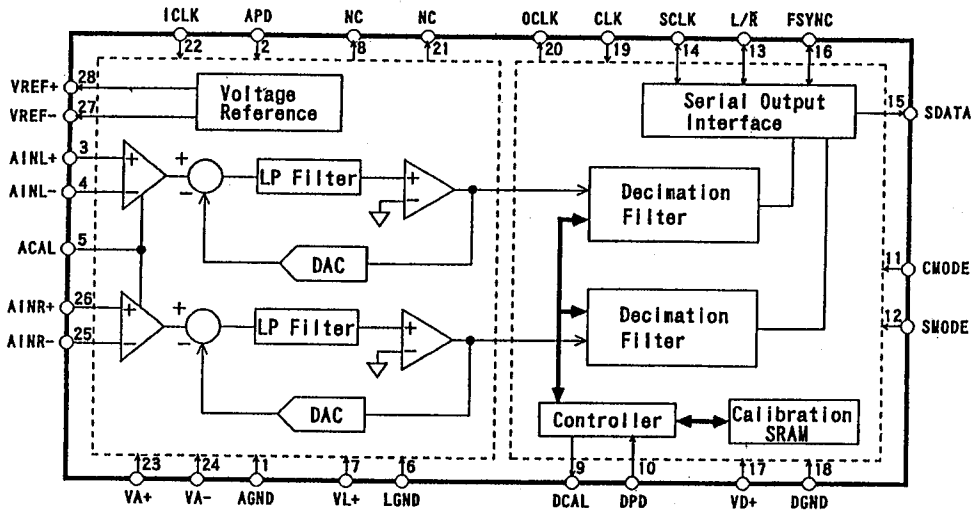 ICLK APD NC NC OCLK CLK SCLK L/R̅ FSYNC
22 2 8 21 20 19 14 13 16
VREF+ 28
VREF- 27
Voltage
Reference
Serial Output
Interface
15 SDATA
AINL+ 3
AINL- 4
+
-
+
-
LP Filter
+
-
Decimation
Filter
ACAL 5
DAC
11 CMODE
AINR+ 26
AINR- 25
+
-
+
-
LP Filter
+
-
Decimation
Filter
12 SMODE
DAC
Controller
Calibration
SRAM
23 24 1 7 6 9 10 17 18
VA+ VA- AGND VL+ LGND DCAL DPD VD+ DGND